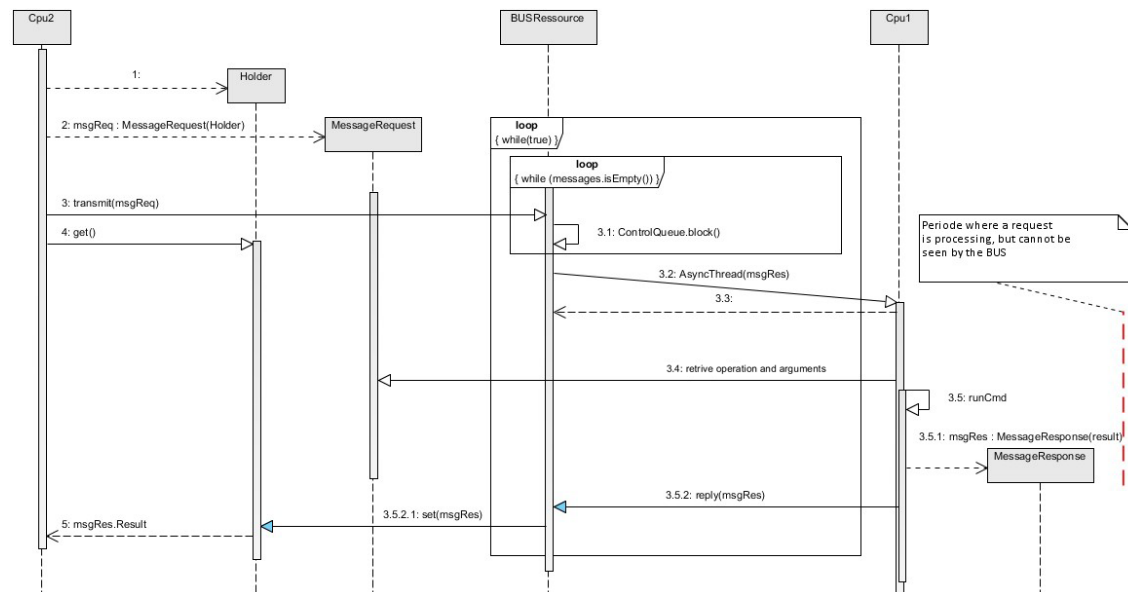 Cpu2
BUSRessource
Cpu1
1:
Holder
2: msgReq : MessageRequest(Holder)
MessageRequest
loop
{ while(true) }
loop
{ while (messages.isEmpty()) }
3: transmit(msgReq)
4: get()
3.1: ControlQueue.block()
Periode where a request
is processing, but cannot be
seen by the BUS
3.2: AsyncThread(msgRes)
3.3:
3.4: retrive operation and arguments
3.5: runCmd
3.5.1: msgRes : MessageResponse(result)
MessageResponse
3.5.2: reply(msgRes)
3.5.2.1: set(msgRes)
5: msgRes.Result